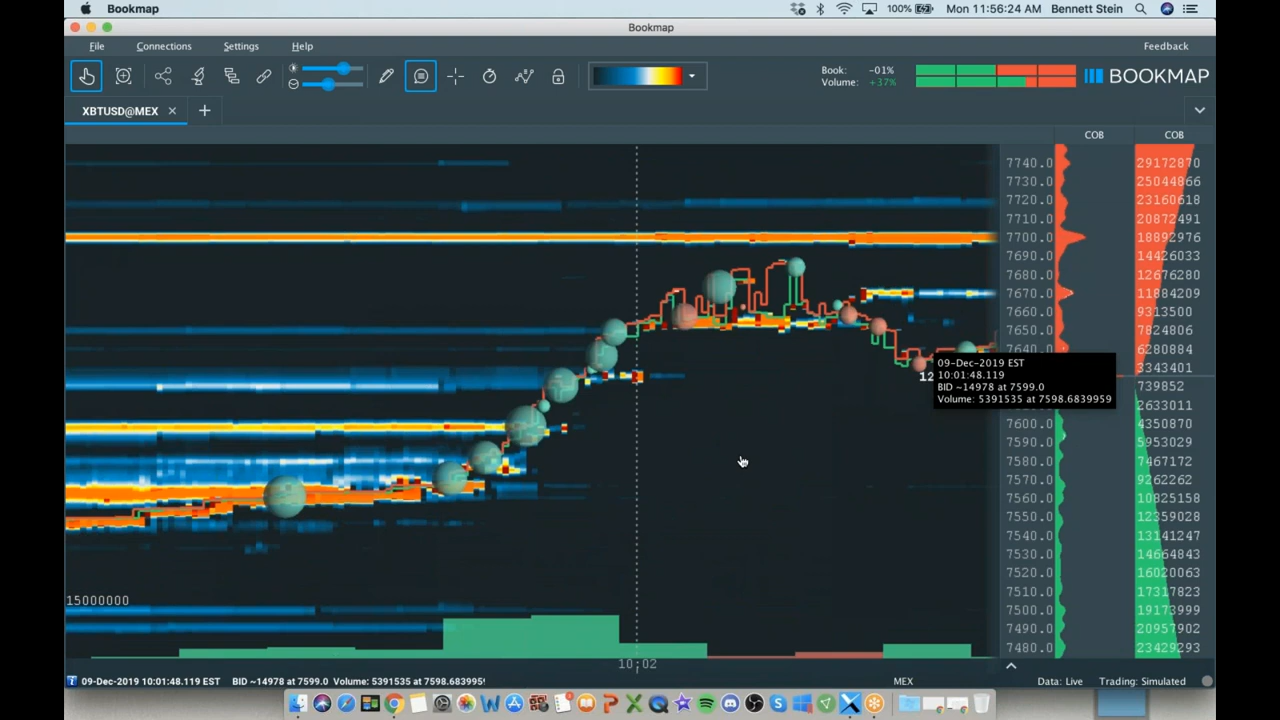 Bookmap
100%
Mon 11:56:24 AM
Bennett Stein
Bookmap
File
Connections
Settings
Help
Feedback
Book: -01%
Volume: +37%
BOOKMAP
XBTUSD@MEX
COB
COB
7740.0 29172870
7730.0 25044866
7720.0 23160618
7710.0 20872491
7700.0 18892976
7690.0 14426033
7680.0 12676280
7670.0 11884209
7660.0 9313500
7650.0 7824806
7640.0 6280884
3343401
739852
2633011
7600.0 4350870
7590.0 5953029
7580.0 7467172
7570.0 9262262
7560.0 10825158
7550.0 12359028
7540.0 13141247
7530.0 14664843
7520.0 16020063
7510.0 17317823
7500.0 19173999
7490.0 20957902
7480.0 23429293
09-Dec-2019 EST
10:01:48.119
BID ~14978 at 7599.0
Volume: 5391535 at 7598.6839959
12
15000000
10:02
09-Dec-2019 EST 10:01:48.119 EST BID ~14978 at 7599.0 Volume: 5391535 at 7598.683995!
MEX
Data: Live
Trading: Simulated